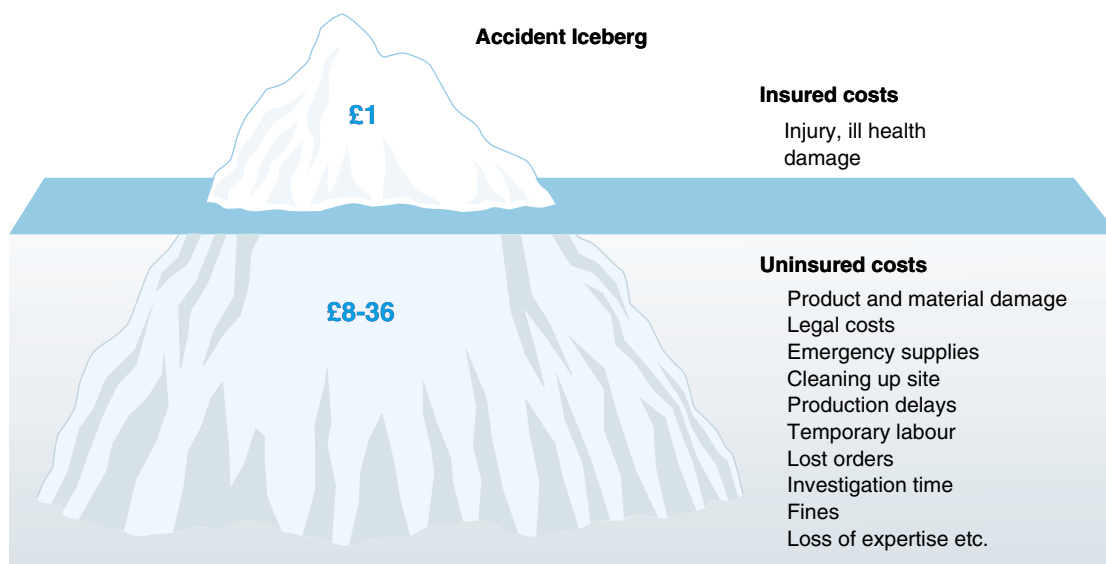 Accident Iceberg
£1
Insured costs
Injury, ill health
damage
£8-36
Uninsured costs
Product and material damage
Legal costs
Emergency supplies
Cleaning up site
Production delays
Temporary labour
Lost orders
Investigation time
Fines
Loss of expertise etc.